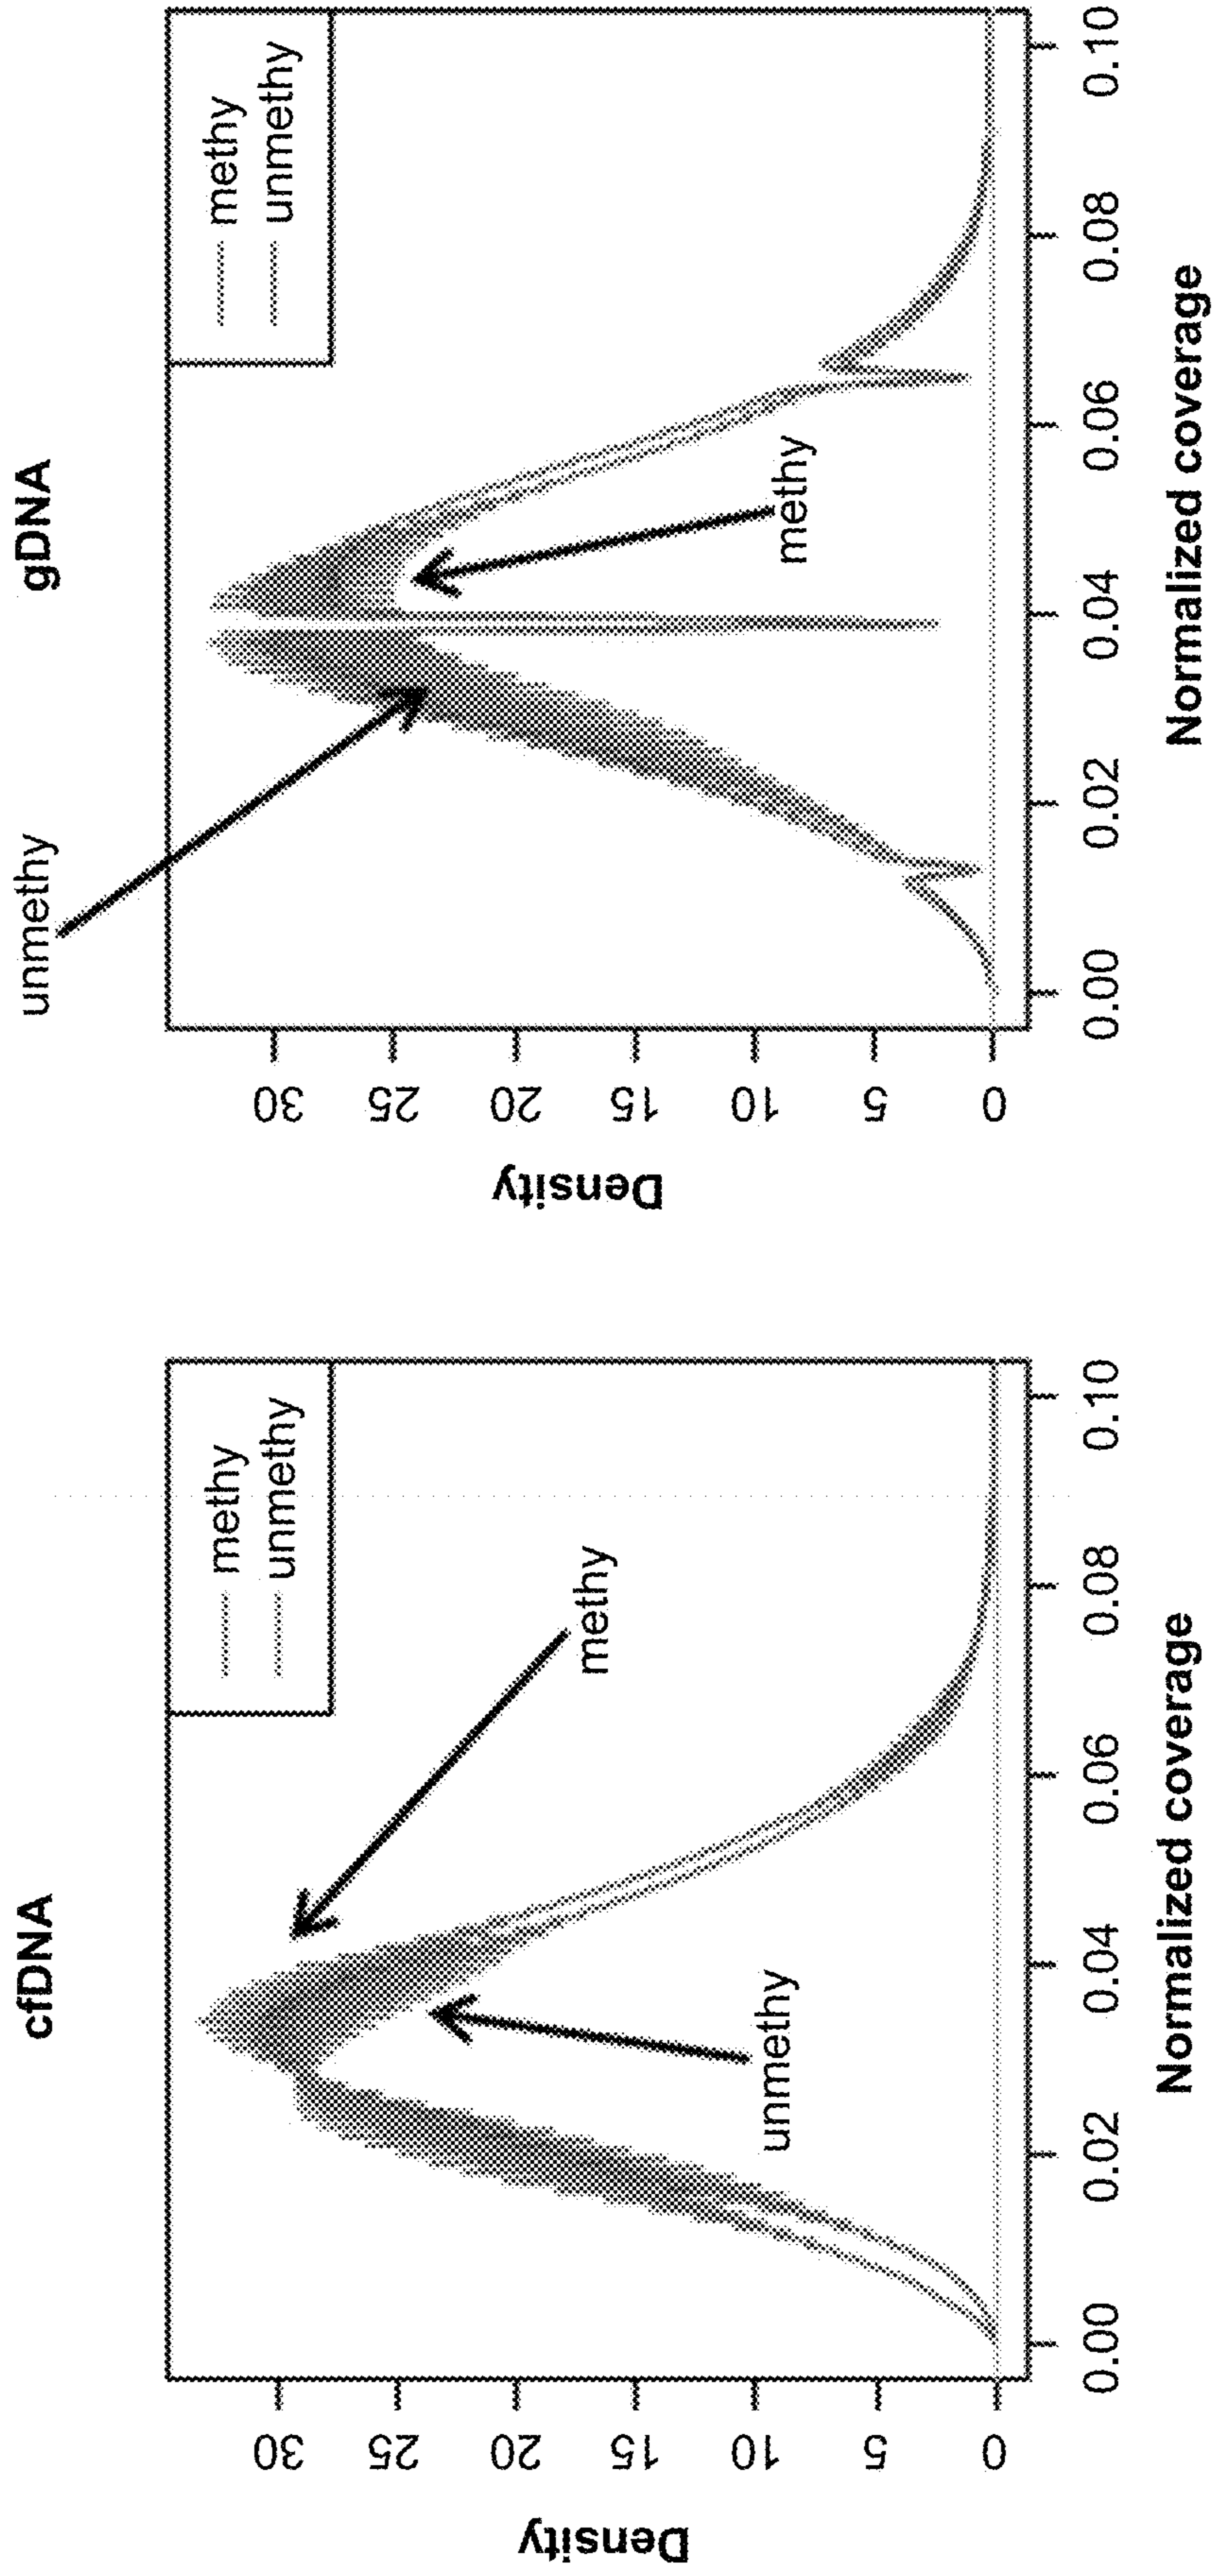 cfDNA
Density
30
25
20
15
10
5
0
methy
unmethy
methy
unmethy
0.00
0.02
0.04
0.06
0.08
0.10
Normalized coverage
gDNA
unmethy
Density
30
25
20
15
10
5
0
methy
unmethy
methy
0.00
0.02
0.04
0.06
0.08
0.10
Normalized coverage